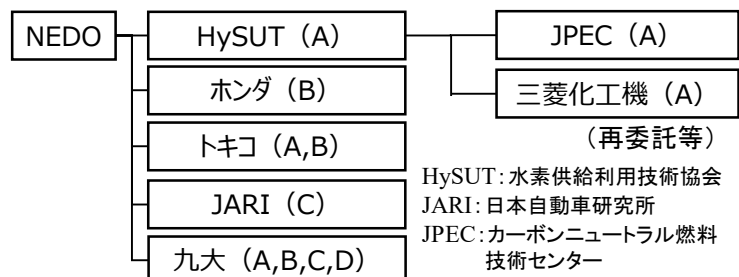 NEDO
HySUT（A）
JPEC（A）
ホンダ（B）
三菱化工機（A）
トキコ（A,B）
（再委託等）
JARI（C）
九大（A,B,C,D）
HySUT：水素供給利用技術協会
JARI：日本自動車研究所
JPEC：カーボンニュートラル燃料
技術センター